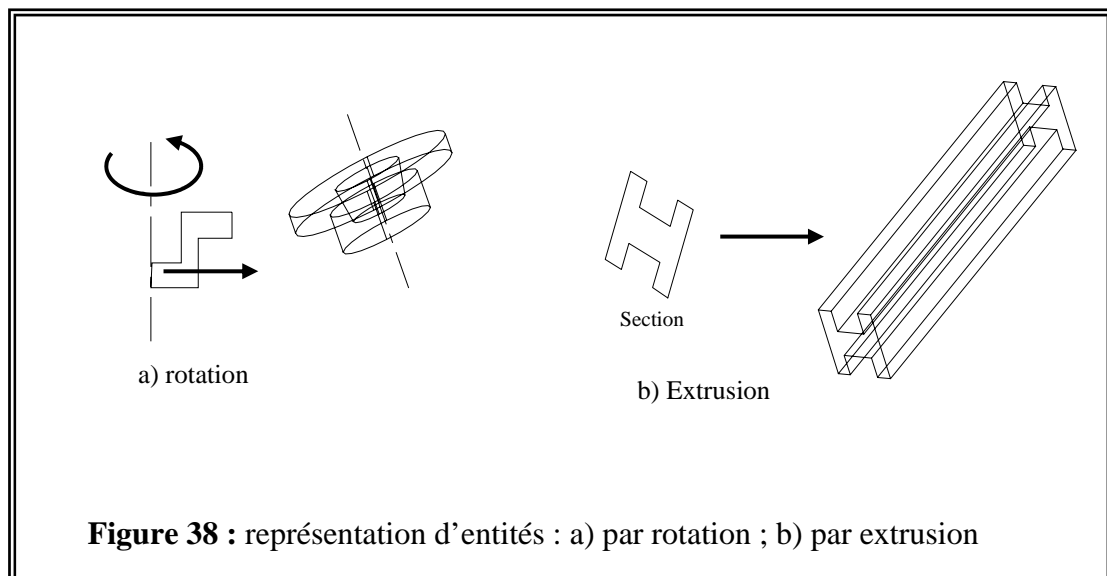 Section
a) rotation
b) Extrusion
Figure 38 : représentation d’entités : a) par rotation ; b) par extrusion